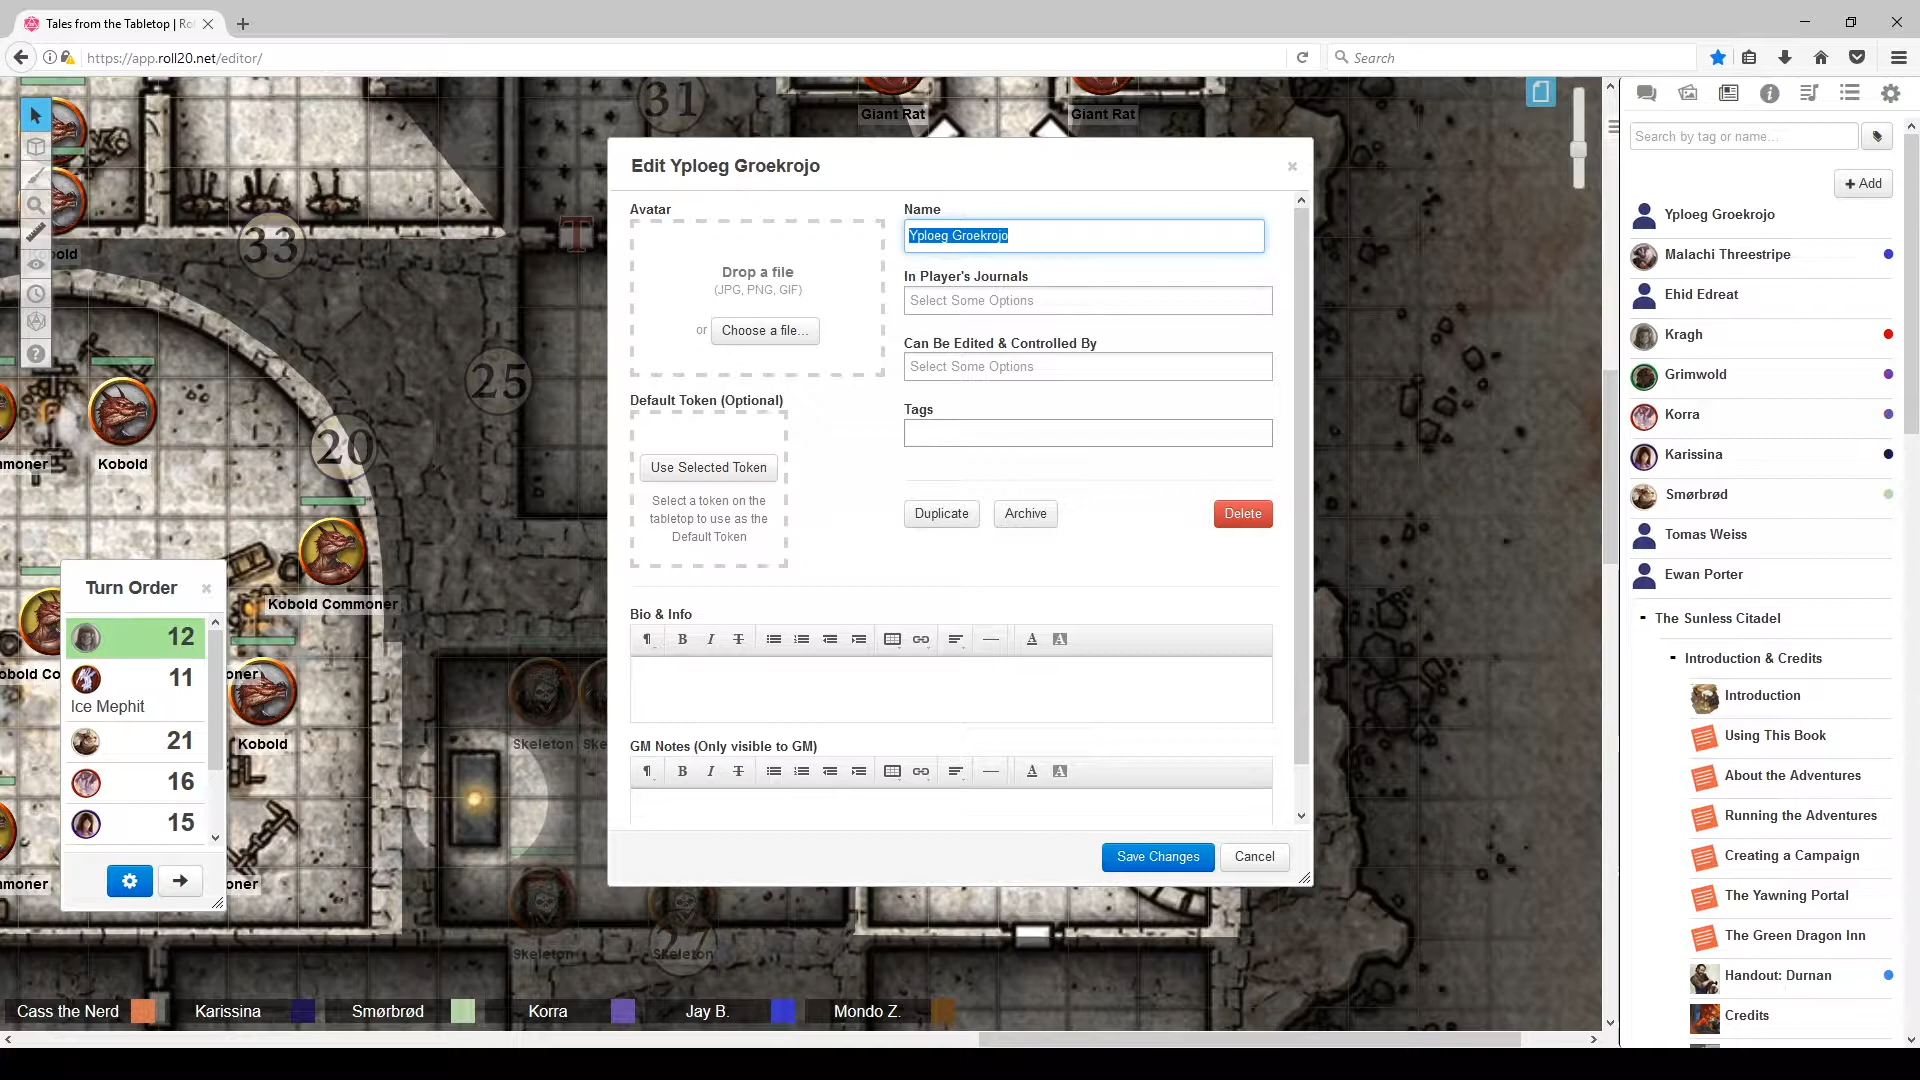 Tales from the Tabletop | Ro
https://app.roll20.net/editor/
Search
31
Giant Rat
Giant Rat
33
T
25
20
Kobold
Kobold
Kobold Commoner
Kobold
Skeleton
Skeleton
Skeleton
Turn Order
12
11
Ice Mephit
21
16
15
Edit Yploeg Groekrojo
Avatar
Drop a file
(JPG, PNG, GIF)
or
Choose a file...
Default Token (Optional)
Use Selected Token
Select a token on the
tabletop to use as the
Default Token
Name
Yploeg Groekrojo
In Player's Journals
Select Some Options
Can Be Edited & Controlled By
Select Some Options
Tags
Duplicate
Archive
Delete
Bio & Info
GM Notes (Only visible to GM)
Save Changes
Cancel
Search by tag or name...
+ Add
Yploeg Groekrojo
Malachi Threestripe
Ehid Edreat
Kragh
Grimwold
Korra
Karissina
Smørbrød
Tomas Weiss
Ewan Porter
The Sunless Citadel
Introduction & Credits
Introduction
Using This Book
About the Adventures
Running the Adventures
Creating a Campaign
The Yawning Portal
The Green Dragon Inn
Handout: Durnan
Credits
Cass the Nerd
Karissina
Smørbrød
Korra
Jay B.
Mondo Z.